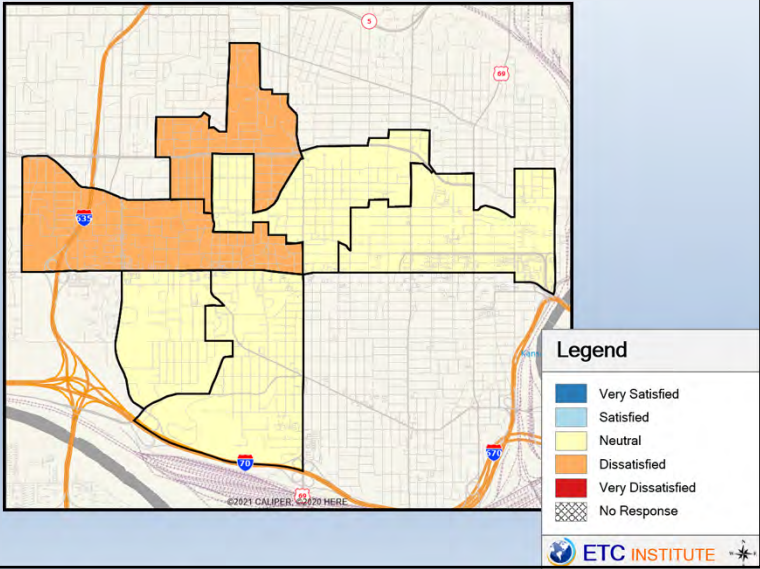 5
69
635
Legend
Very Satisfied
Satisfied
Neutral
Dissatisfied
Very Dissatisfied
No Response
70
670
69
©2021 CALIPER; ©2020 HERE
ETC INSTITUTE